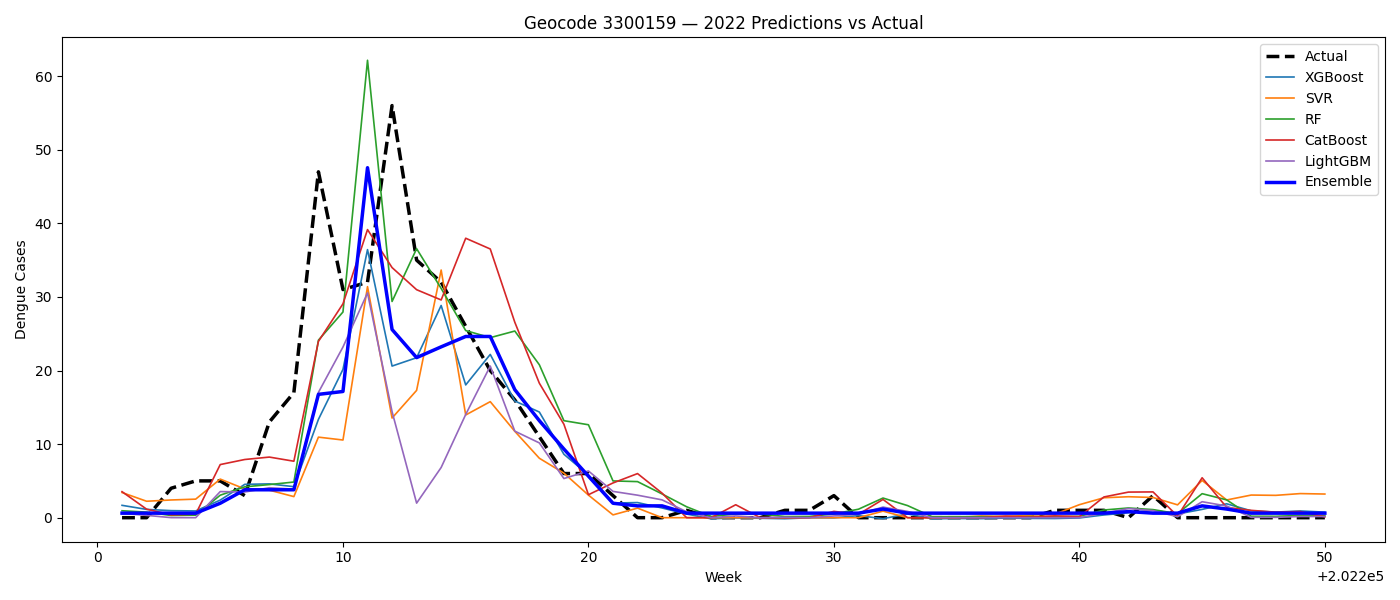 Geocode 3300159 — 2022 Predictions vs Actual
Actual
XGBoost
SVR
RF
CatBoost
LightGBM
Ensemble
Dengue Cases
60
50
40
30
20
10
0
0 10 20 30 40 50
Week
+2.022e5